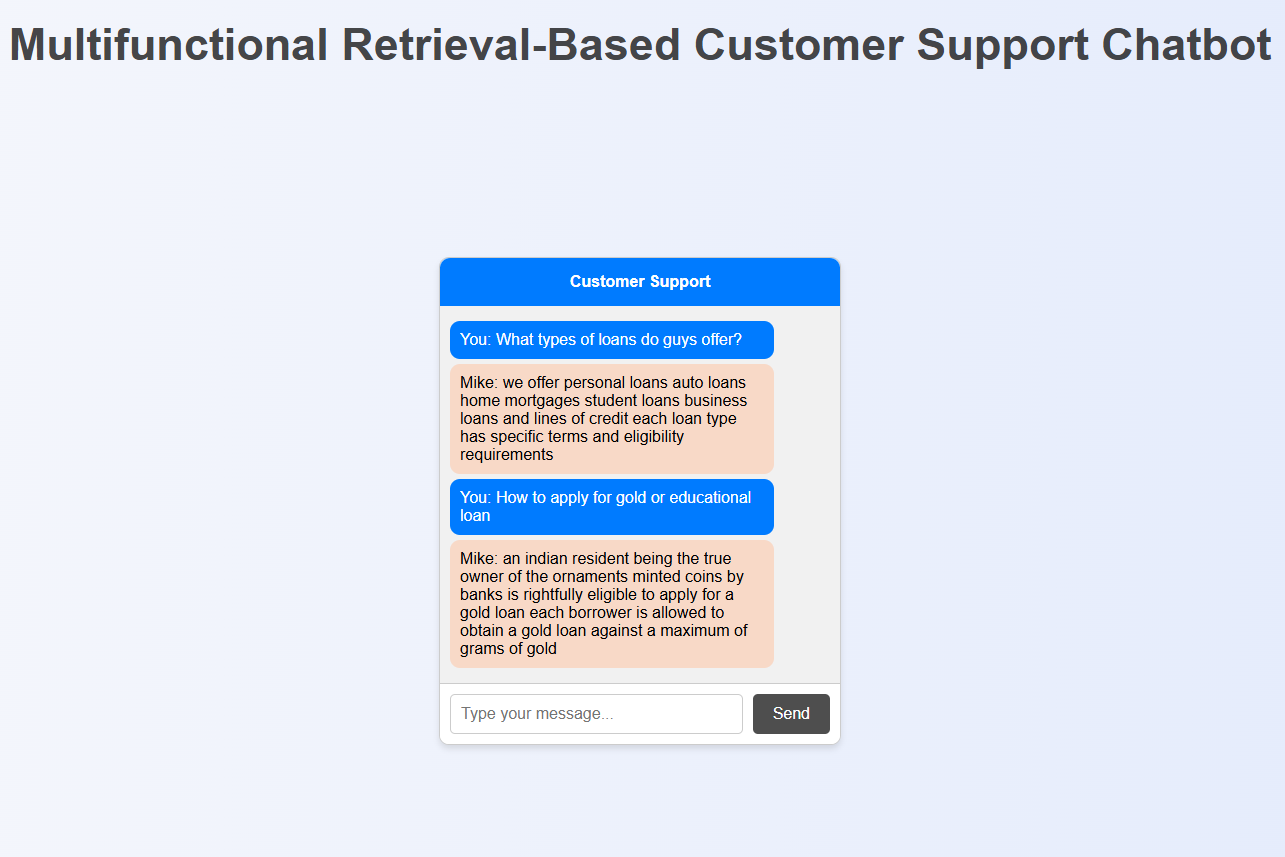 Multifunctional Retrieval-Based Customer Support Chatbot
Customer Support
You: What types of loans do guys offer?
Mike: we offer personal loans auto loans
home mortgages student loans business
loans and lines of credit each loan type
has specific terms and eligibility
requirements
You: How to apply for gold or educational
loan
Mike: an indian resident being the true
owner of the ornaments minted coins by
banks is rightfully eligible to apply for a
gold loan each borrower is allowed to
obtain a gold loan against a maximum of
grams of gold
Type your message...
Send